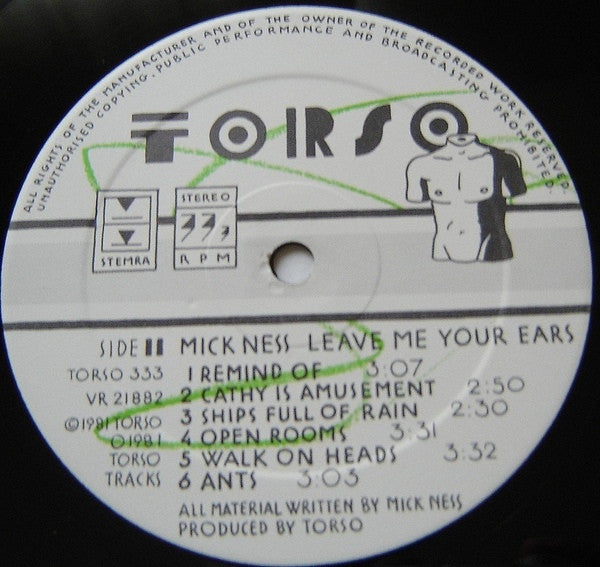 ALL RIGHTS OF THE MANUFACTURER AND OF THE OWNER OF THE RECORDED WORK RESERVED.
UNAUTHORISED COPYING, PUBLIC PERFORMANCE AND BROADCASTING PROHIBITED.
TORSO
STEREO
33⅓
STEMRA
RPM
SIDE II MICK NESS LEAVE ME YOUR EARS
TORSO 333 1 REMIND OF 3:07
VR 21882 2 CATHY IS AMUSEMENT 2:50
©1981 TORSO 3 SHIPS FULL OF RAIN 2:30
℗1981 4 OPEN ROOMS 3:31
TORSO 5 WALK ON HEADS 3:32
TRACKS 6 ANTS 3:03
ALL MATERIAL WRITTEN BY MICK NESS
PRODUCED BY TORSO